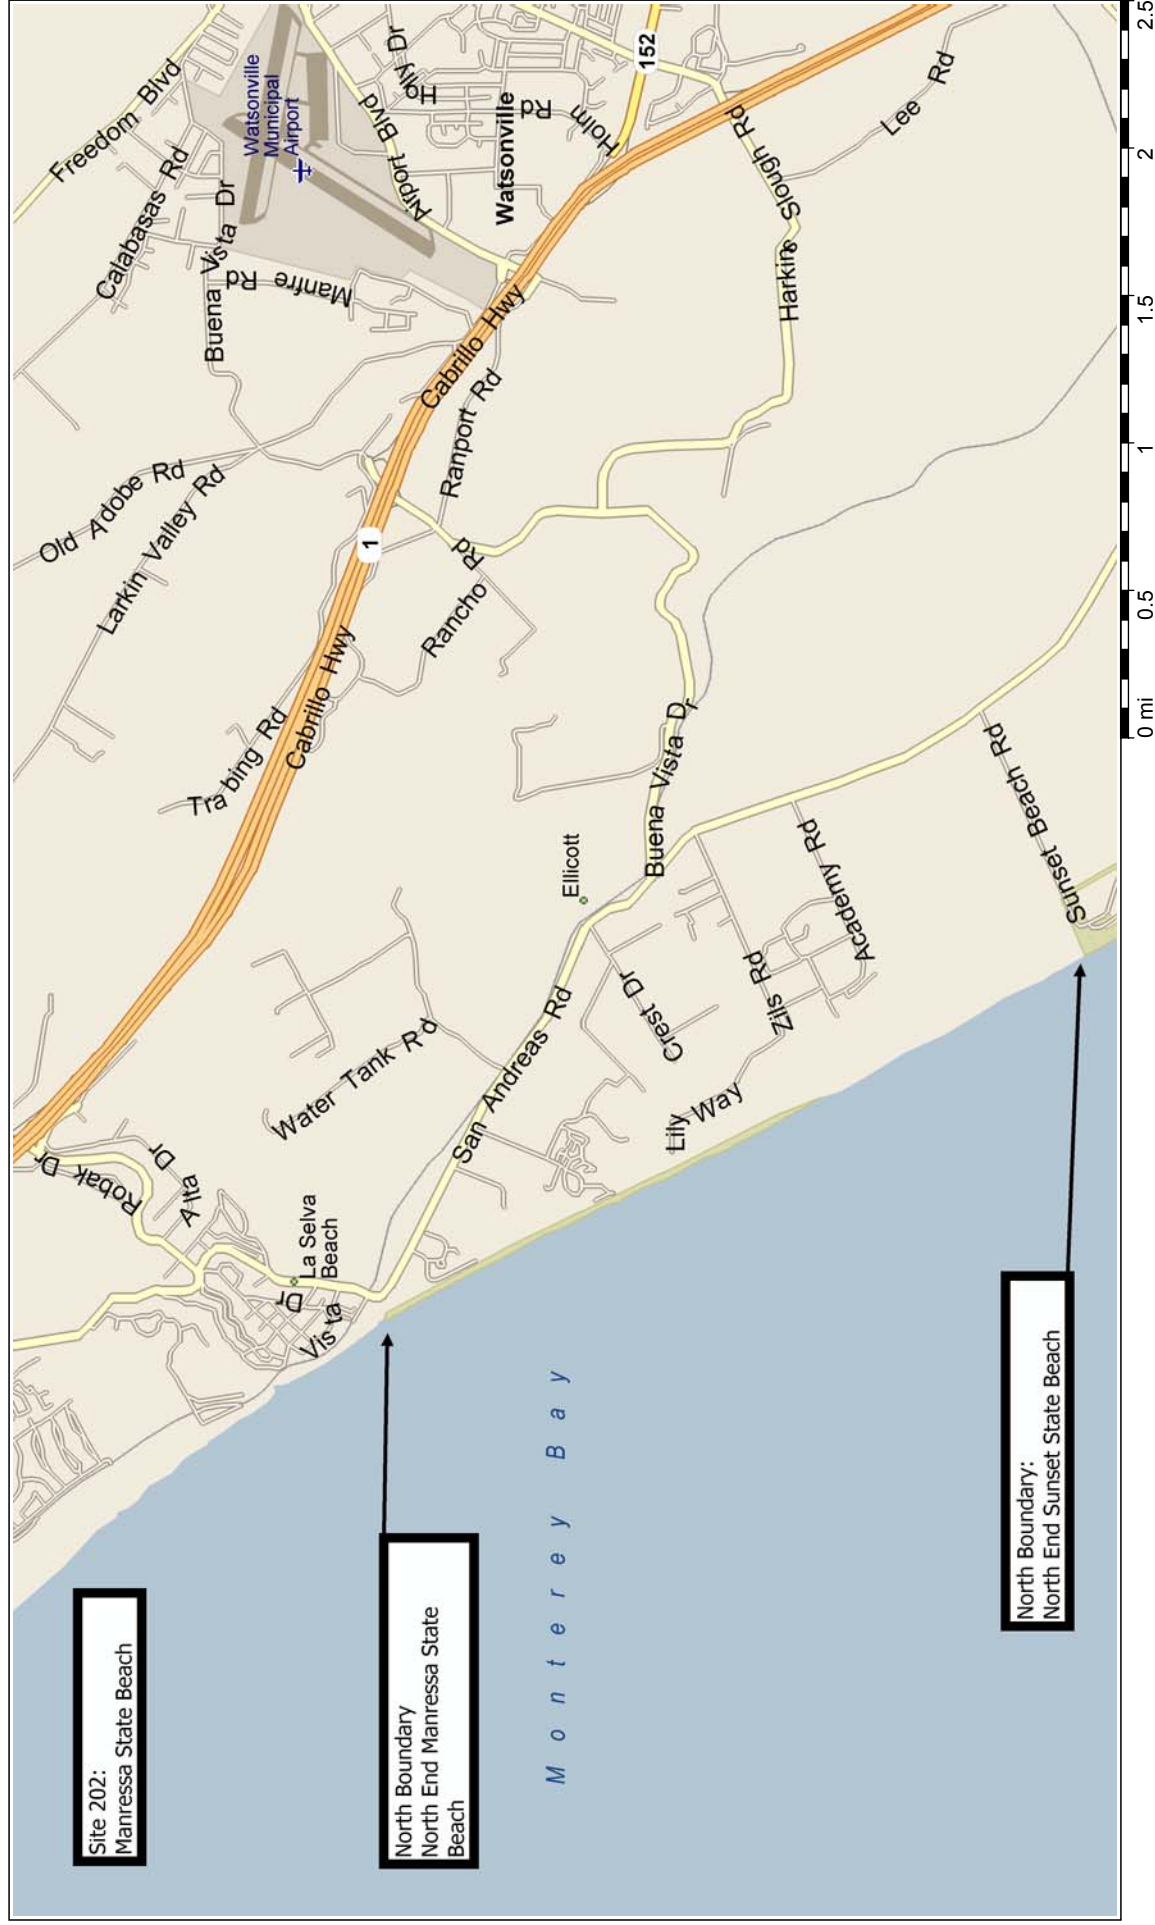 Site 202:
Manressa State Beach
North Boundary
North End Manressa State
Beach
North Boundary:
North End Sunset State Beach
Monterey Bay
Freedom Blvd
Calabasas Rd
Buena Vista Dr
Manfre Rd
Watsonville
Municipal
Airport
Airport Blvd
Holly Dr
H
Watsonville
Rd
Holm
152
Harkins Slough Rd
Lee Rd
Old Adobe Rd
Larkin Valley Rd
Cabrillo Hwy
Ranport Rd
1
Rancho Rd
Cabrillo Hwy
Trabing Rd
Buena Vista Dr
Ellicott
San Andreas Rd
Water Tank Rd
Crest Dr
Zils Rd
Academy Rd
Lily Way
Sunset Beach Rd
Robak Dr
Alta Dr
La Selva
Beach
Vista Dr
0 mi 0.5 1 1.5 2 2.5